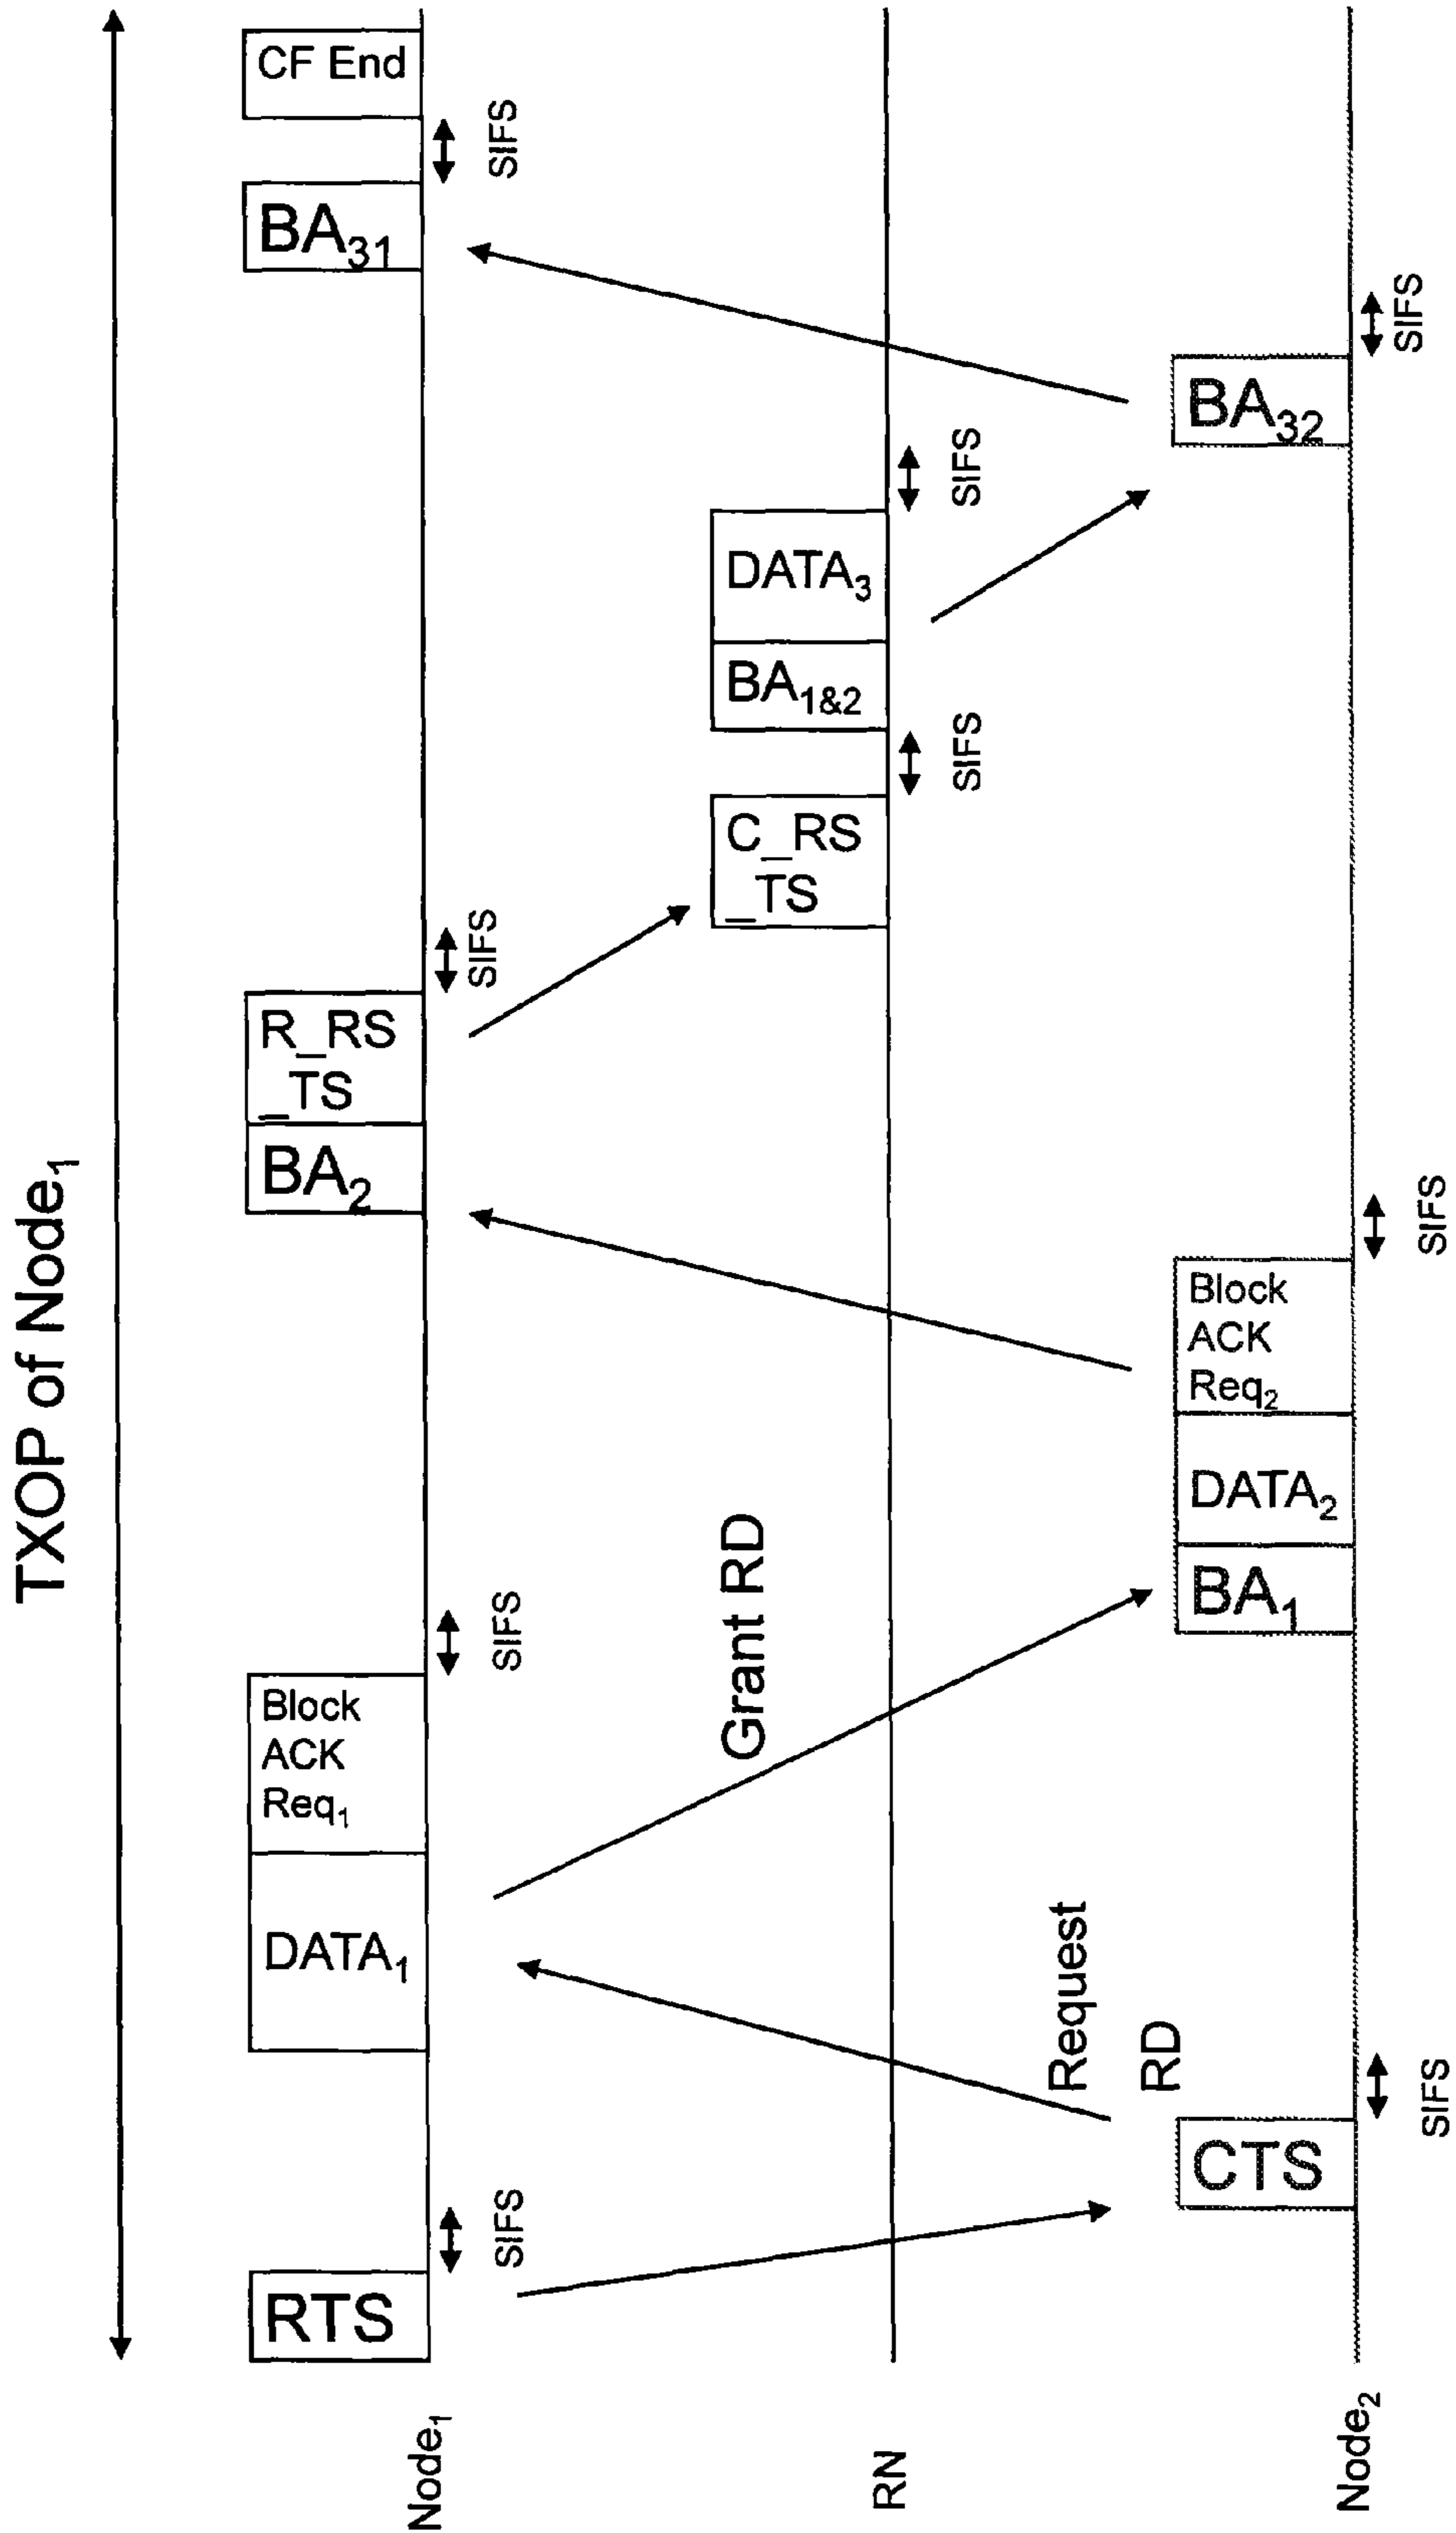 TXOP of Node₁
Node₁
RTS
SIFS
DATA₁
Block
ACK
Req₁
SIFS
BA₂
R_RS
_TS
SIFS
BA₃₁
SIFS
CF End
RN
Grant RD
C_RS
_TS
SIFS
BA₁&₂
DATA₃
SIFS
Request
RD
Node₂
CTS
SIFS
BA₁
DATA₂
Block
ACK
Req₂
SIFS
BA₃₂
SIFS